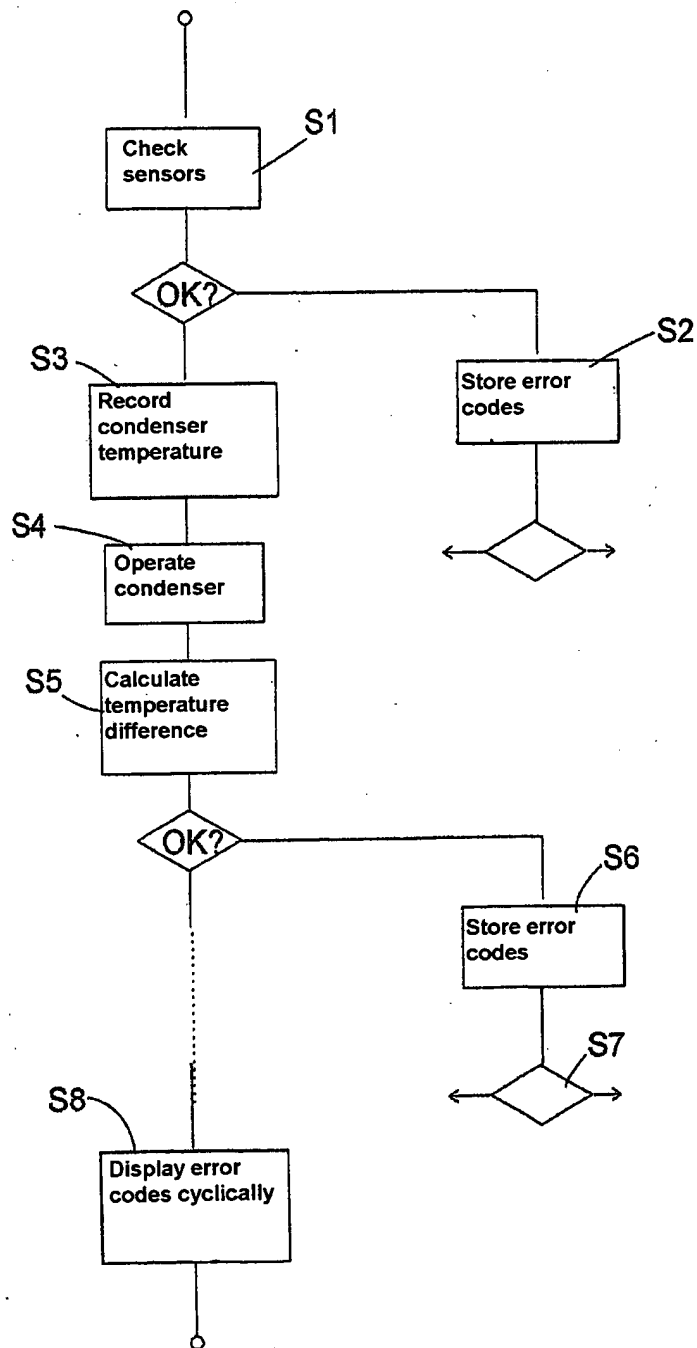 S1
Check
sensors
OK?
S2
Store error
codes
S3
Record
condenser
temperature
S4
Operate
condenser
S5
Calculate
temperature
difference
OK?
S6
Store error
codes
S7
S8
Display error
codes cyclically